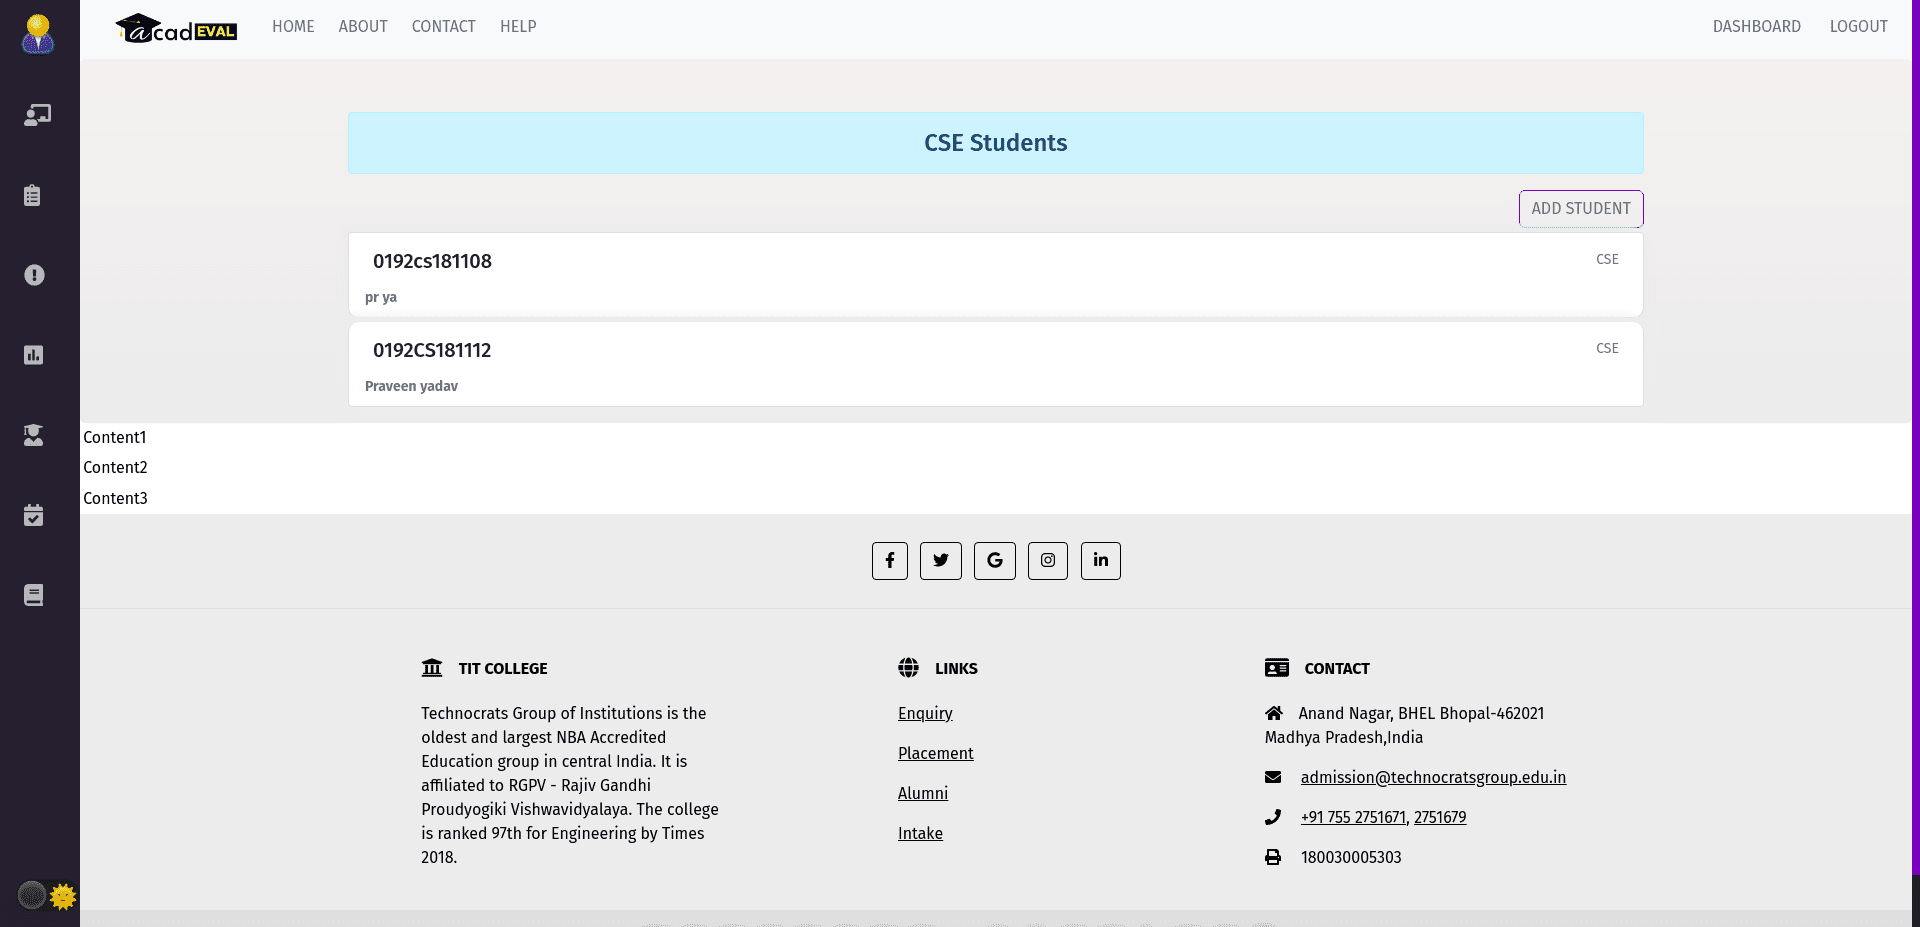 acadEVAL HOME ABOUT CONTACT HELP DASHBOARD LOGOUT
CSE Students
ADD STUDENT
0192cs181108 CSE
pr ya
0192CS181112 CSE
Praveen yadav
Content1
Content2
Content3
TIT COLLEGE
Technocrats Group of Institutions is the
oldest and largest NBA Accredited
Education group in central India. It is
affiliated to RGPV - Rajiv Gandhi
Proudyogiki Vishwavidyalaya. The college
is ranked 97th for Engineering by Times
2018.
LINKS
Enquiry
Placement
Alumni
Intake
CONTACT
Anand Nagar, BHEL Bhopal-462021
Madhya Pradesh,India
admission@technocratsgroup.edu.in
+91 755 2751671, 2751679
180030005303